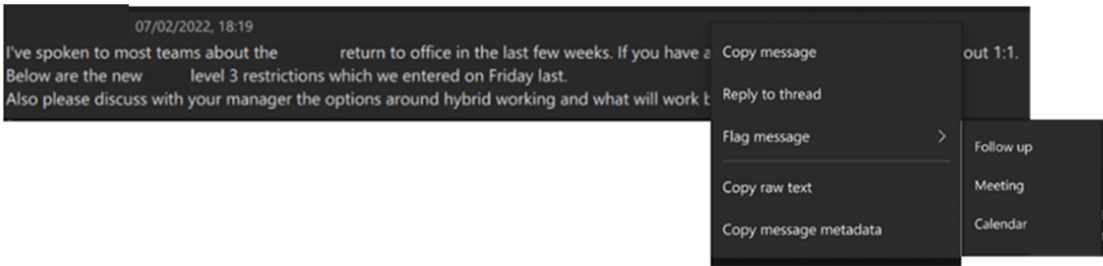 07/02/2022, 18:19
I've spoken to most teams about the return to office in the last few weeks. If you have a out 1:1.
Below are the new level 3 restrictions which we entered on Friday last.
Also please discuss with your manager the options around hybrid working and what will work
Copy message
Reply to thread
Flag message
Copy raw text
Copy message metadata
Follow up
Meeting
Calendar